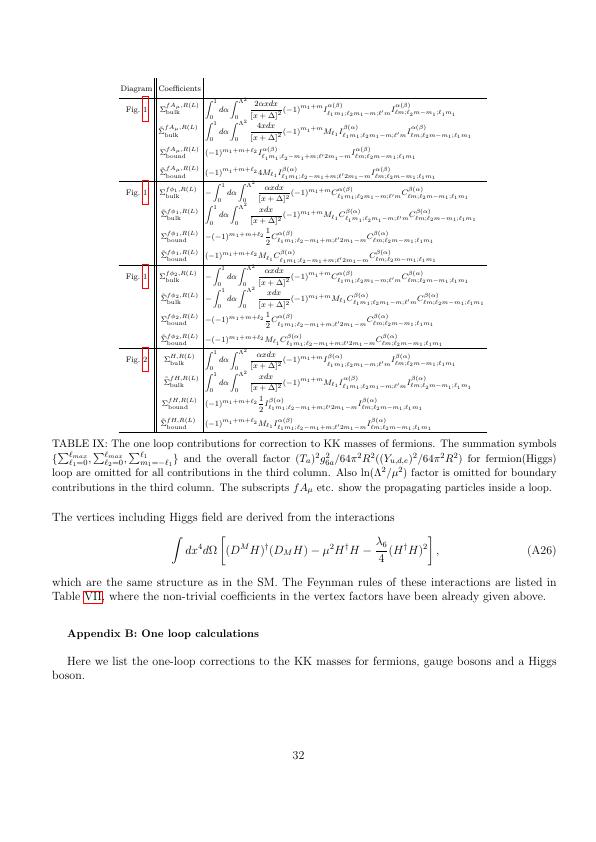 Diagram Coefficients
Fig. 1 $\Sigma^{fA_\mu,R(L)}_{\rm bulk}$ $\int_0^1 d\alpha \int_0^{\Lambda^2} \frac{2\alpha x dx}{[x+\Delta]^2} (-1)^{m_1+m} I^{\alpha(\beta)}_{\ell_1 m_1;\ell_2 m_1-m;\ell' m} I^{\alpha(\beta)}_{\ell m;\ell_2 m-m_1;\ell_1 m_1}$
$\tilde\Sigma^{fA_\mu,R(L)}_{\rm bulk}$ $\int_0^1 d\alpha \int_0^{\Lambda^2} \frac{4x dx}{[x+\Delta]^2} (-1)^{m_1+m} M_{\ell_1} I^{\beta(\alpha)}_{\ell_1 m_1;\ell_2 m_1-m;\ell' m} I^{\alpha(\beta)}_{\ell m;\ell_2 m-m_1;\ell_1 m_1}$
$\Sigma^{fA_\mu,R(L)}_{\rm bound}$ $(-1)^{m_1+m+\ell_2} I^{\alpha(\beta)}_{\ell_1 m_1;\ell_2-m_1+m;\ell' 2m_1-m} I^{\alpha(\beta)}_{\ell m;\ell_2 m-m_1;\ell_1 m_1}$
$\tilde\Sigma^{fA_\mu,R(L)}_{\rm bound}$ $(-1)^{m_1+m+\ell_2} 4M_{\ell_1} I^{\beta(\alpha)}_{\ell_1 m_1;\ell_2-m_1+m;\ell' 2m_1-m} I^{\alpha(\beta)}_{\ell m;\ell_2 m-m_1;\ell_1 m_1}$
Fig. 1 $\Sigma^{f\phi_1,R(L)}_{\rm bulk}$ $-\int_0^1 d\alpha \int_0^{\Lambda^2} \frac{\alpha x dx}{[x+\Delta]^2} (-1)^{m_1+m} C^{\alpha(\beta)}_{\ell_1 m_1;\ell_2 m_1-m;\ell' m} C^{\beta(\alpha)}_{\ell m;\ell_2 m-m_1;\ell_1 m_1}$
$\tilde\Sigma^{f\phi_1,R(L)}_{\rm bulk}$ $\int_0^1 d\alpha \int_0^{\Lambda^2} \frac{x dx}{[x+\Delta]^2} (-1)^{m_1+m} M_{\ell_1} C^{\beta(\alpha)}_{\ell_1 m_1;\ell_2 m_1-m;\ell' m} C^{\beta(\alpha)}_{\ell m;\ell_2 m-m_1;\ell_1 m_1}$
$\Sigma^{f\phi_1,R(L)}_{\rm bound}$ $-(-1)^{m_1+m+\ell_2} \frac{1}{2} C^{\alpha(\beta)}_{\ell_1 m_1;\ell_2-m_1+m;\ell' 2m_1-m} C^{\beta(\alpha)}_{\ell m;\ell_2 m-m_1;\ell_1 m_1}$
$\tilde\Sigma^{f\phi_1,R(L)}_{\rm bound}$ $(-1)^{m_1+m+\ell_2} M_{\ell_1} C^{\beta(\alpha)}_{\ell_1 m_1;\ell_2-m_1+m;\ell' 2m_1-m} C^{\beta(\alpha)}_{\ell m;\ell_2 m-m_1;\ell_1 m_1}$
Fig. 1 $\Sigma^{f\phi_2,R(L)}_{\rm bulk}$ $-\int_0^1 d\alpha \int_0^{\Lambda^2} \frac{\alpha x dx}{[x+\Delta]^2} (-1)^{m_1+m} C^{\alpha(\beta)}_{\ell_1 m_1;\ell_2 m_1-m;\ell' m} C^{\beta(\alpha)}_{\ell m;\ell_2 m-m_1;\ell_1 m_1}$
$\tilde\Sigma^{f\phi_2,R(L)}_{\rm bulk}$ $-\int_0^1 d\alpha \int_0^{\Lambda^2} \frac{x dx}{[x+\Delta]^2} (-1)^{m_1+m} M_{\ell_1} C^{\beta(\alpha)}_{\ell_1 m_1;\ell_2 m_1-m;\ell' m} C^{\beta(\alpha)}_{\ell m;\ell_2 m-m_1;\ell_1 m_1}$
$\Sigma^{f\phi_2,R(L)}_{\rm bound}$ $-(-1)^{m_1+m+\ell_2} \frac{1}{2} C^{\alpha(\beta)}_{\ell_1 m_1;\ell_2-m_1+m;\ell' 2m_1-m} C^{\beta(\alpha)}_{\ell m;\ell_2 m-m_1;\ell_1 m_1}$
$\tilde\Sigma^{f\phi_2,R(L)}_{\rm bound}$ $-(-1)^{m_1+m+\ell_2} M_{\ell_1} C^{\beta(\alpha)}_{\ell_1 m_1;\ell_2-m_1+m;\ell' 2m_1-m} C^{\beta(\alpha)}_{\ell m;\ell_2 m-m_1;\ell_1 m_1}$
Fig. 2 $\Sigma^{H,R(L)}_{\rm bulk}$ $\int_0^1 d\alpha \int_0^{\Lambda^2} \frac{\alpha x dx}{[x+\Delta]^2} (-1)^{m_1+m} I^{\beta(\alpha)}_{\ell_1 m_1;\ell_2 m_1-m;\ell' m} I^{\beta(\alpha)}_{\ell m;\ell_2 m-m_1;\ell_1 m_1}$
$\tilde\Sigma^{fH,R(L)}_{\rm bulk}$ $\int_0^1 d\alpha \int_0^{\Lambda^2} \frac{x dx}{[x+\Delta]^2} (-1)^{m_1+m} M_{\ell_1} I^{\alpha(\beta)}_{\ell_1 m_1;\ell_2 m_1-m;\ell' m} I^{\beta(\alpha)}_{\ell m;\ell_2 m-m_1;\ell_1 m_1}$
$\Sigma^{fH,R(L)}_{\rm bound}$ $(-1)^{m_1+m+\ell_2} \frac{1}{2} I^{\beta(\alpha)}_{\ell_1 m_1;\ell_2-m_1+m;\ell' 2m_1-m} I^{\beta(\alpha)}_{\ell m;\ell_2 m-m_1;\ell_1 m_1}$
$\tilde\Sigma^{fH,R(L)}_{\rm bound}$ $(-1)^{m_1+m+\ell_2} M_{\ell_1} I^{\alpha(\beta)}_{\ell_1 m_1;\ell_2-m_1+m;\ell' 2m_1-m} I^{\beta(\alpha)}_{\ell m;\ell_2 m-m_1;\ell_1 m_1}$
TABLE IX: The one loop contributions for correction to KK masses of fermions. The summation symbols
$\{\sum_{\ell_1=0}^{\ell_{max}}, \sum_{\ell_2=0}^{\ell_{max}}, \sum_{m_1=-\ell_1}^{\ell_1}\}$ and the overall factor $(T_a)^2 g_{6a}^2/64\pi^2R^2((Y_{u,d,e})^2/64\pi^2R^2)$ for fermion(Higgs)
loop are omitted for all contributions in the third column. Also $\ln(\Lambda^2/\mu^2)$ factor is omitted for boundary
contributions in the third column. The subscripts $fA_\mu$ etc. show the propagating particles inside a loop.
The vertices including Higgs field are derived from the interactions
$\int dx^4 d\Omega \left[ (D^M H)^\dagger (D_M H) - \mu^2 H^\dagger H - \frac{\lambda_6}{4} (H^\dagger H)^2 \right],$ (A26)
which are the same structure as in the SM. The Feynman rules of these interactions are listed in
Table VII, where the non-trivial coefficients in the vertex factors have been already given above.
Appendix B: One loop calculations
Here we list the one-loop corrections to the KK masses for fermions, gauge bosons and a Higgs
boson.
32